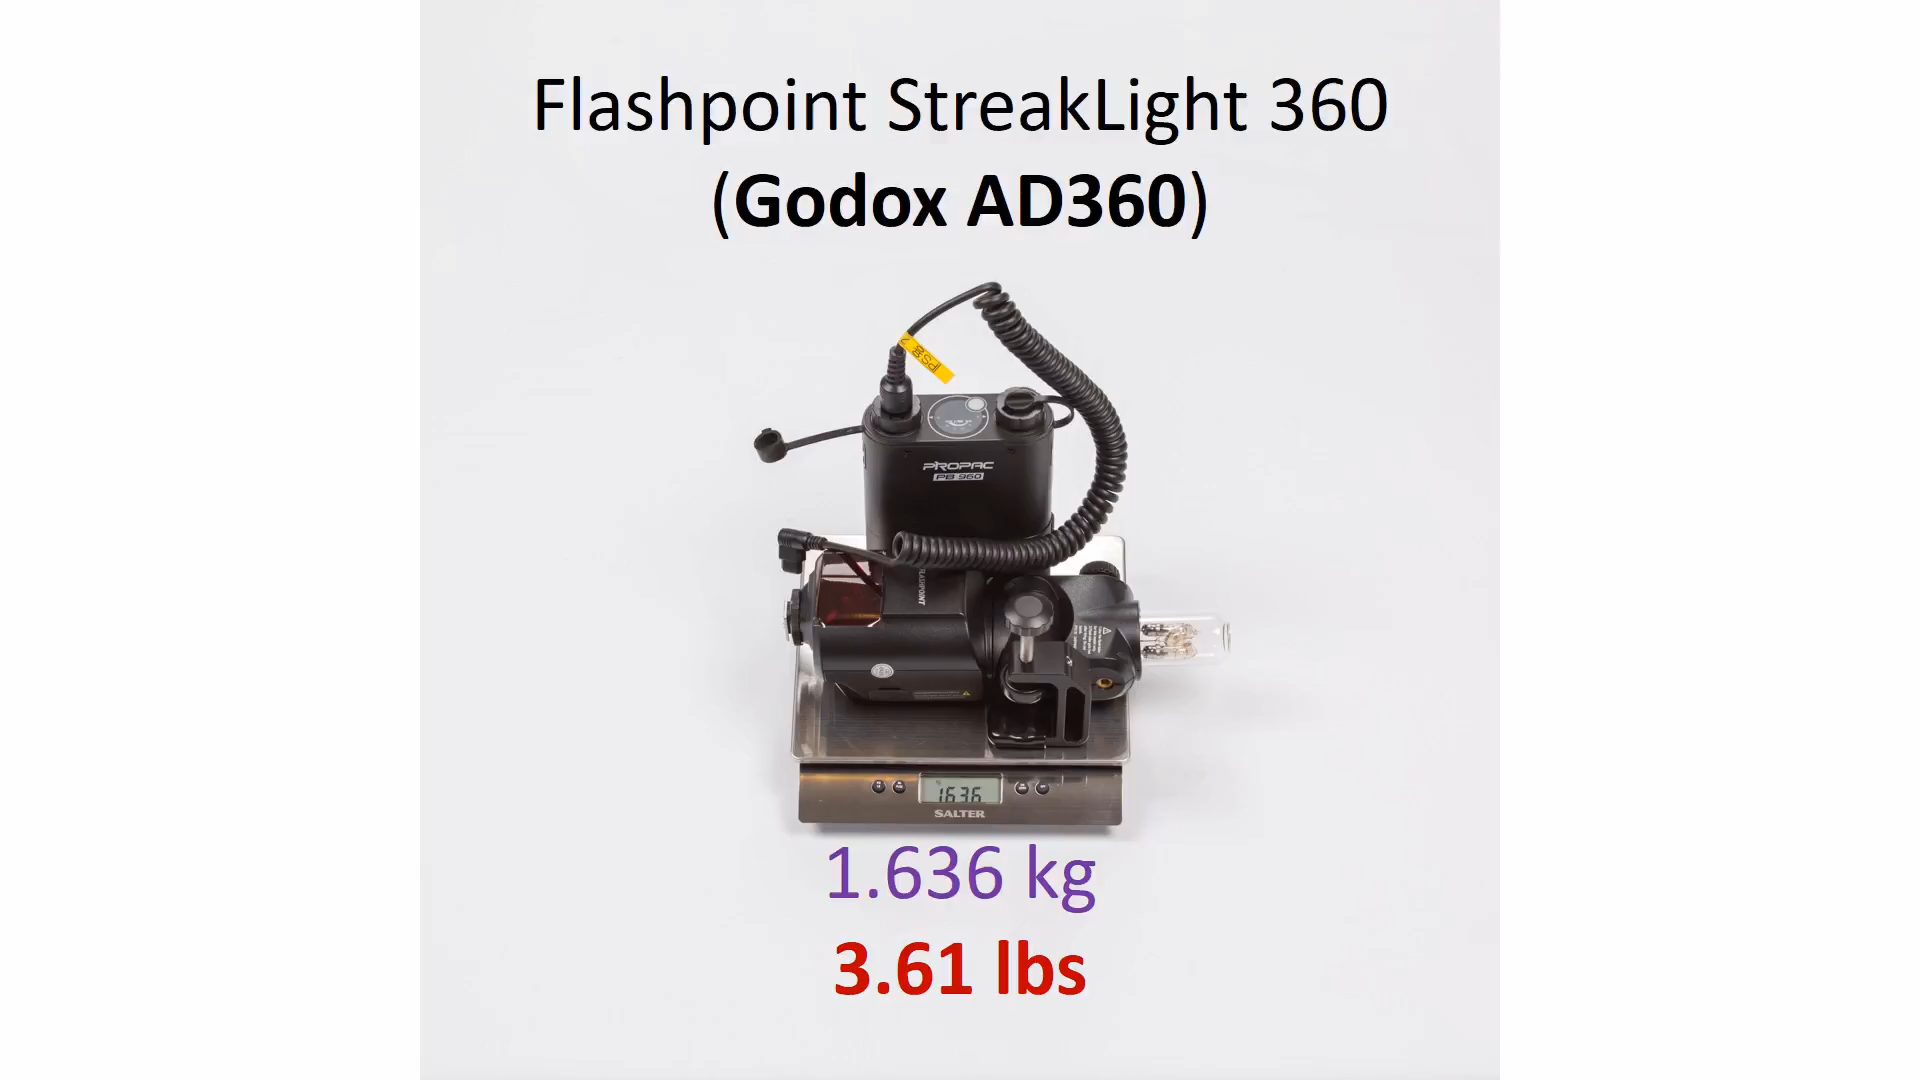 Flashpoint StreakLight 360
(Godox AD360)
PROPAC
PB 960
FLASHPOINT
1636
SALTER
1.636 kg
3.61 lbs